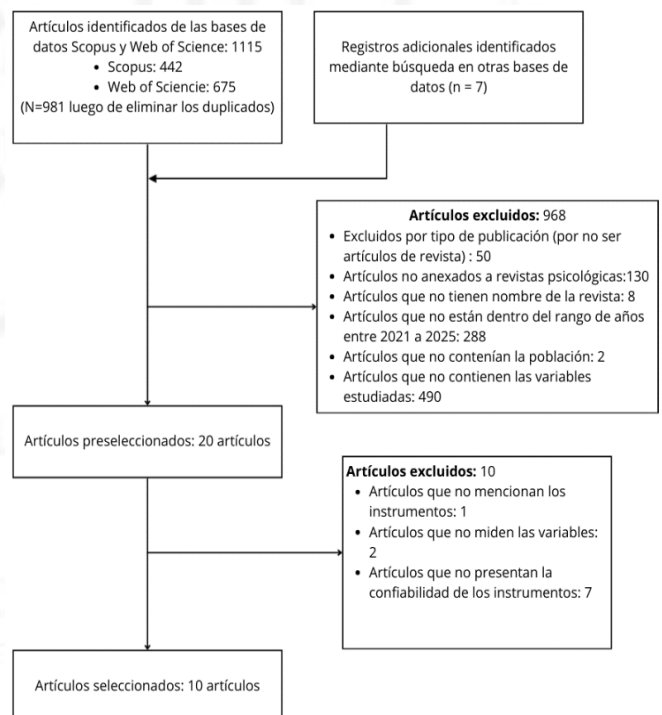 Artículos identificados de las bases de
datos Scopus y Web of Science: 1115
• Scopus: 442
• Web of Sciencie: 675
(N=981 luego de eliminar los duplicados)
Registros adicionales identificados
mediante búsqueda en otras bases de
datos (n = 7)
Artículos excluidos: 968
• Excluidos por tipo de publicación (por no ser
artículos de revista) : 50
• Artículos no anexados a revistas psicológicas:130
• Artículos que no tienen nombre de la revista: 8
• Artículos que no están dentro del rango de años
entre 2021 a 2025: 288
• Artículos que no contenían la población: 2
• Artículos que no contienen las variables
estudiadas: 490
Artículos preseleccionados: 20 artículos
Artículos excluidos: 10
• Artículos que no mencionan los
instrumentos: 1
• Artículos que no miden las variables:
2
• Artículos que no presentan la
confiabilidad de los instrumentos: 7
Artículos seleccionados: 10 artículos